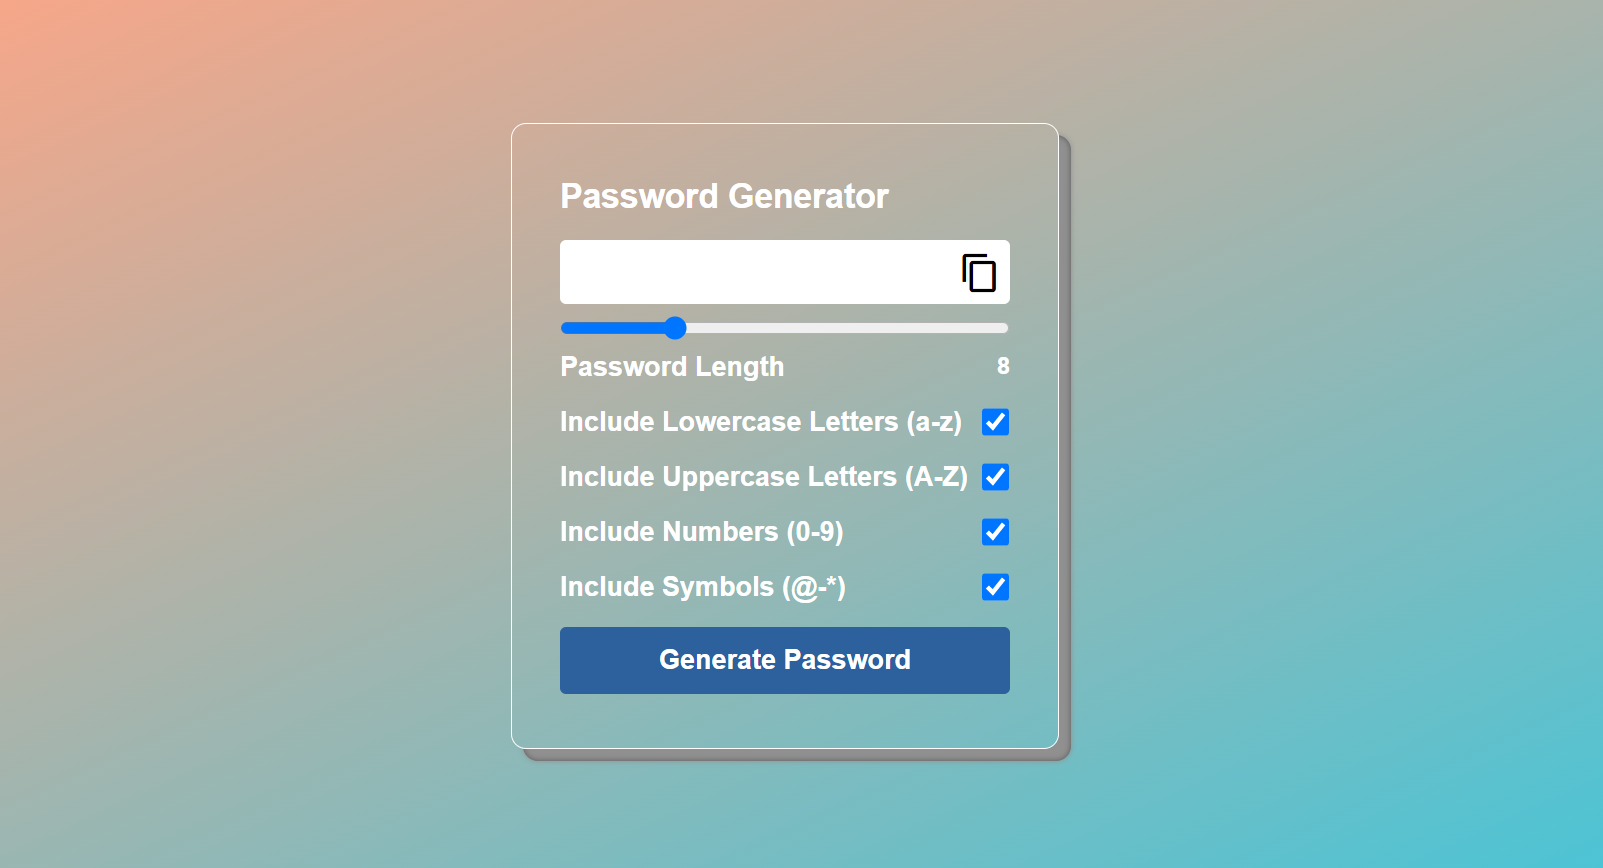 Password Generator
Password Length 8
Include Lowercase Letters (a-z)
Include Uppercase Letters (A-Z)
Include Numbers (0-9)
Include Symbols (@-*)
Generate Password